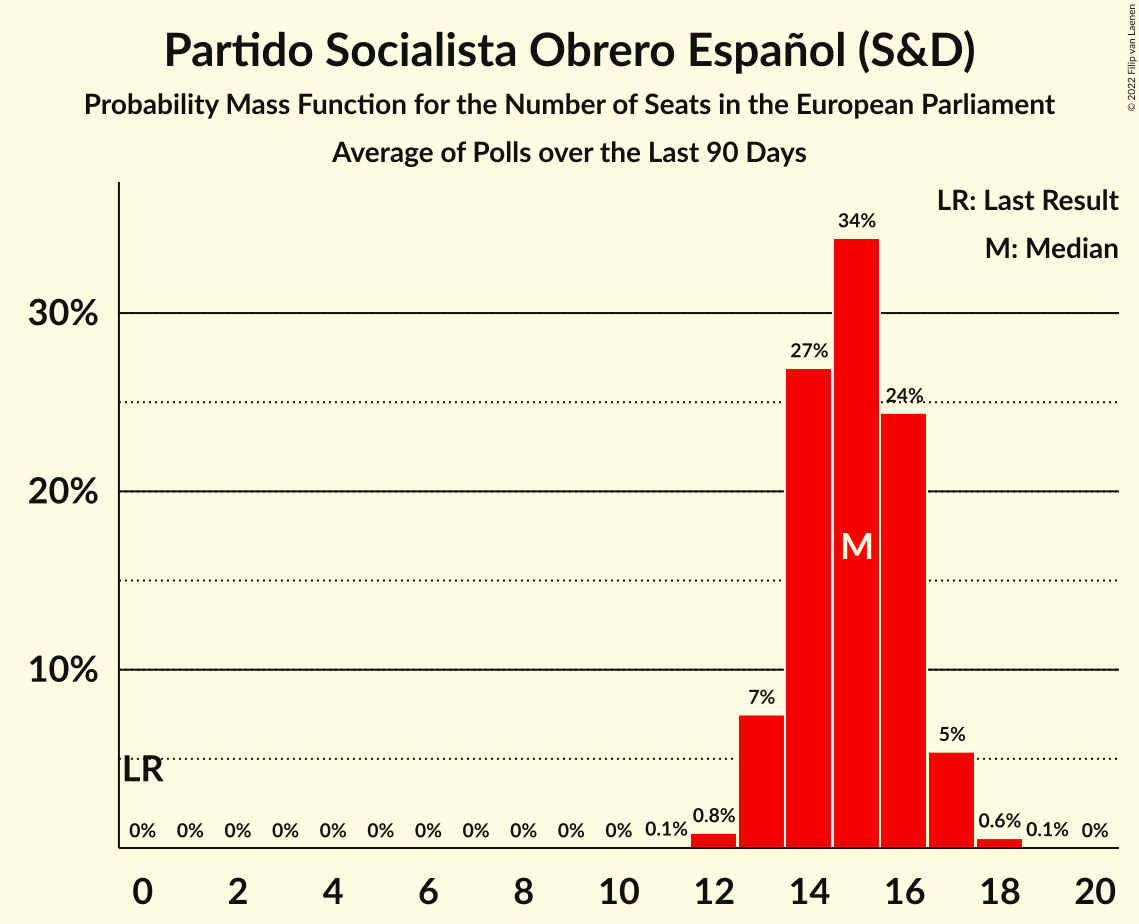 Partido Socialista Obrero Español (S&D)
Probability Mass Function for the Number of Seats in the European Parliament
Average of Polls over the Last 90 Days
© 2022 Filip van Laenen
LR: Last Result
M: Median
34%
30%
27%
24%
20%
M
10%
7%
5%
LR
0% 0% 0% 0% 0% 0% 0% 0% 0% 0% 0% 0.1% 0.8% 0.6% 0.1% 0%
0 2 4 6 8 10 12 14 16 18 20